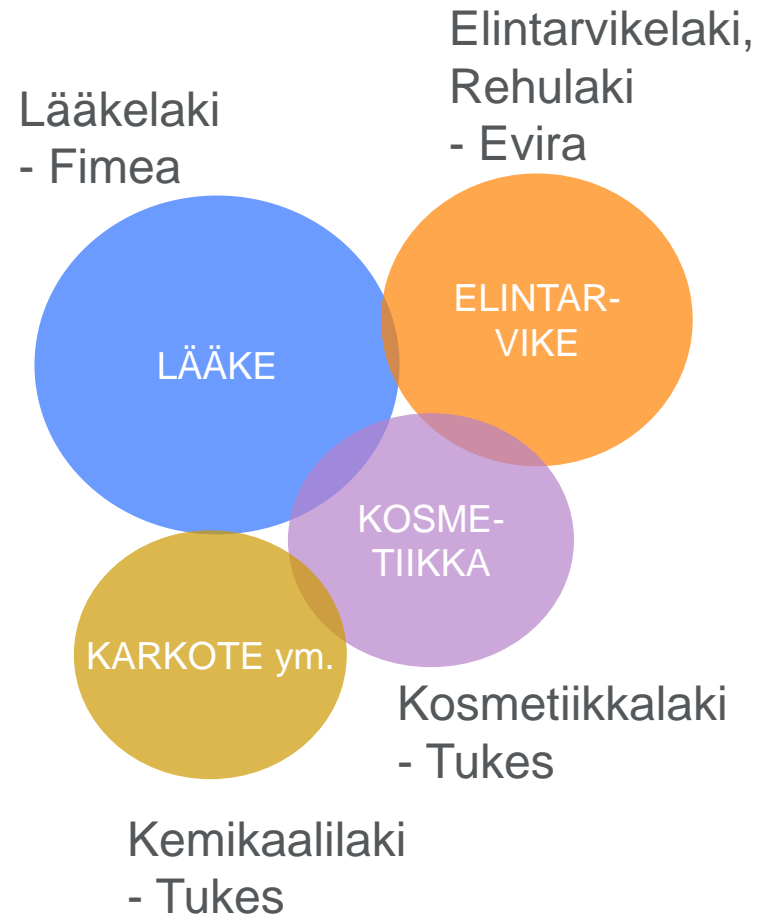 Elintarvikelaki,
Rehulaki
- Evira
Lääkelaki
- Fimea
ELINTAR-
VIKE
LÄÄKE
KOSME-
TIIKKA
KARKOTE ym.
Kosmetiikkalaki
- Tukes
Kemikaalilaki
- Tukes